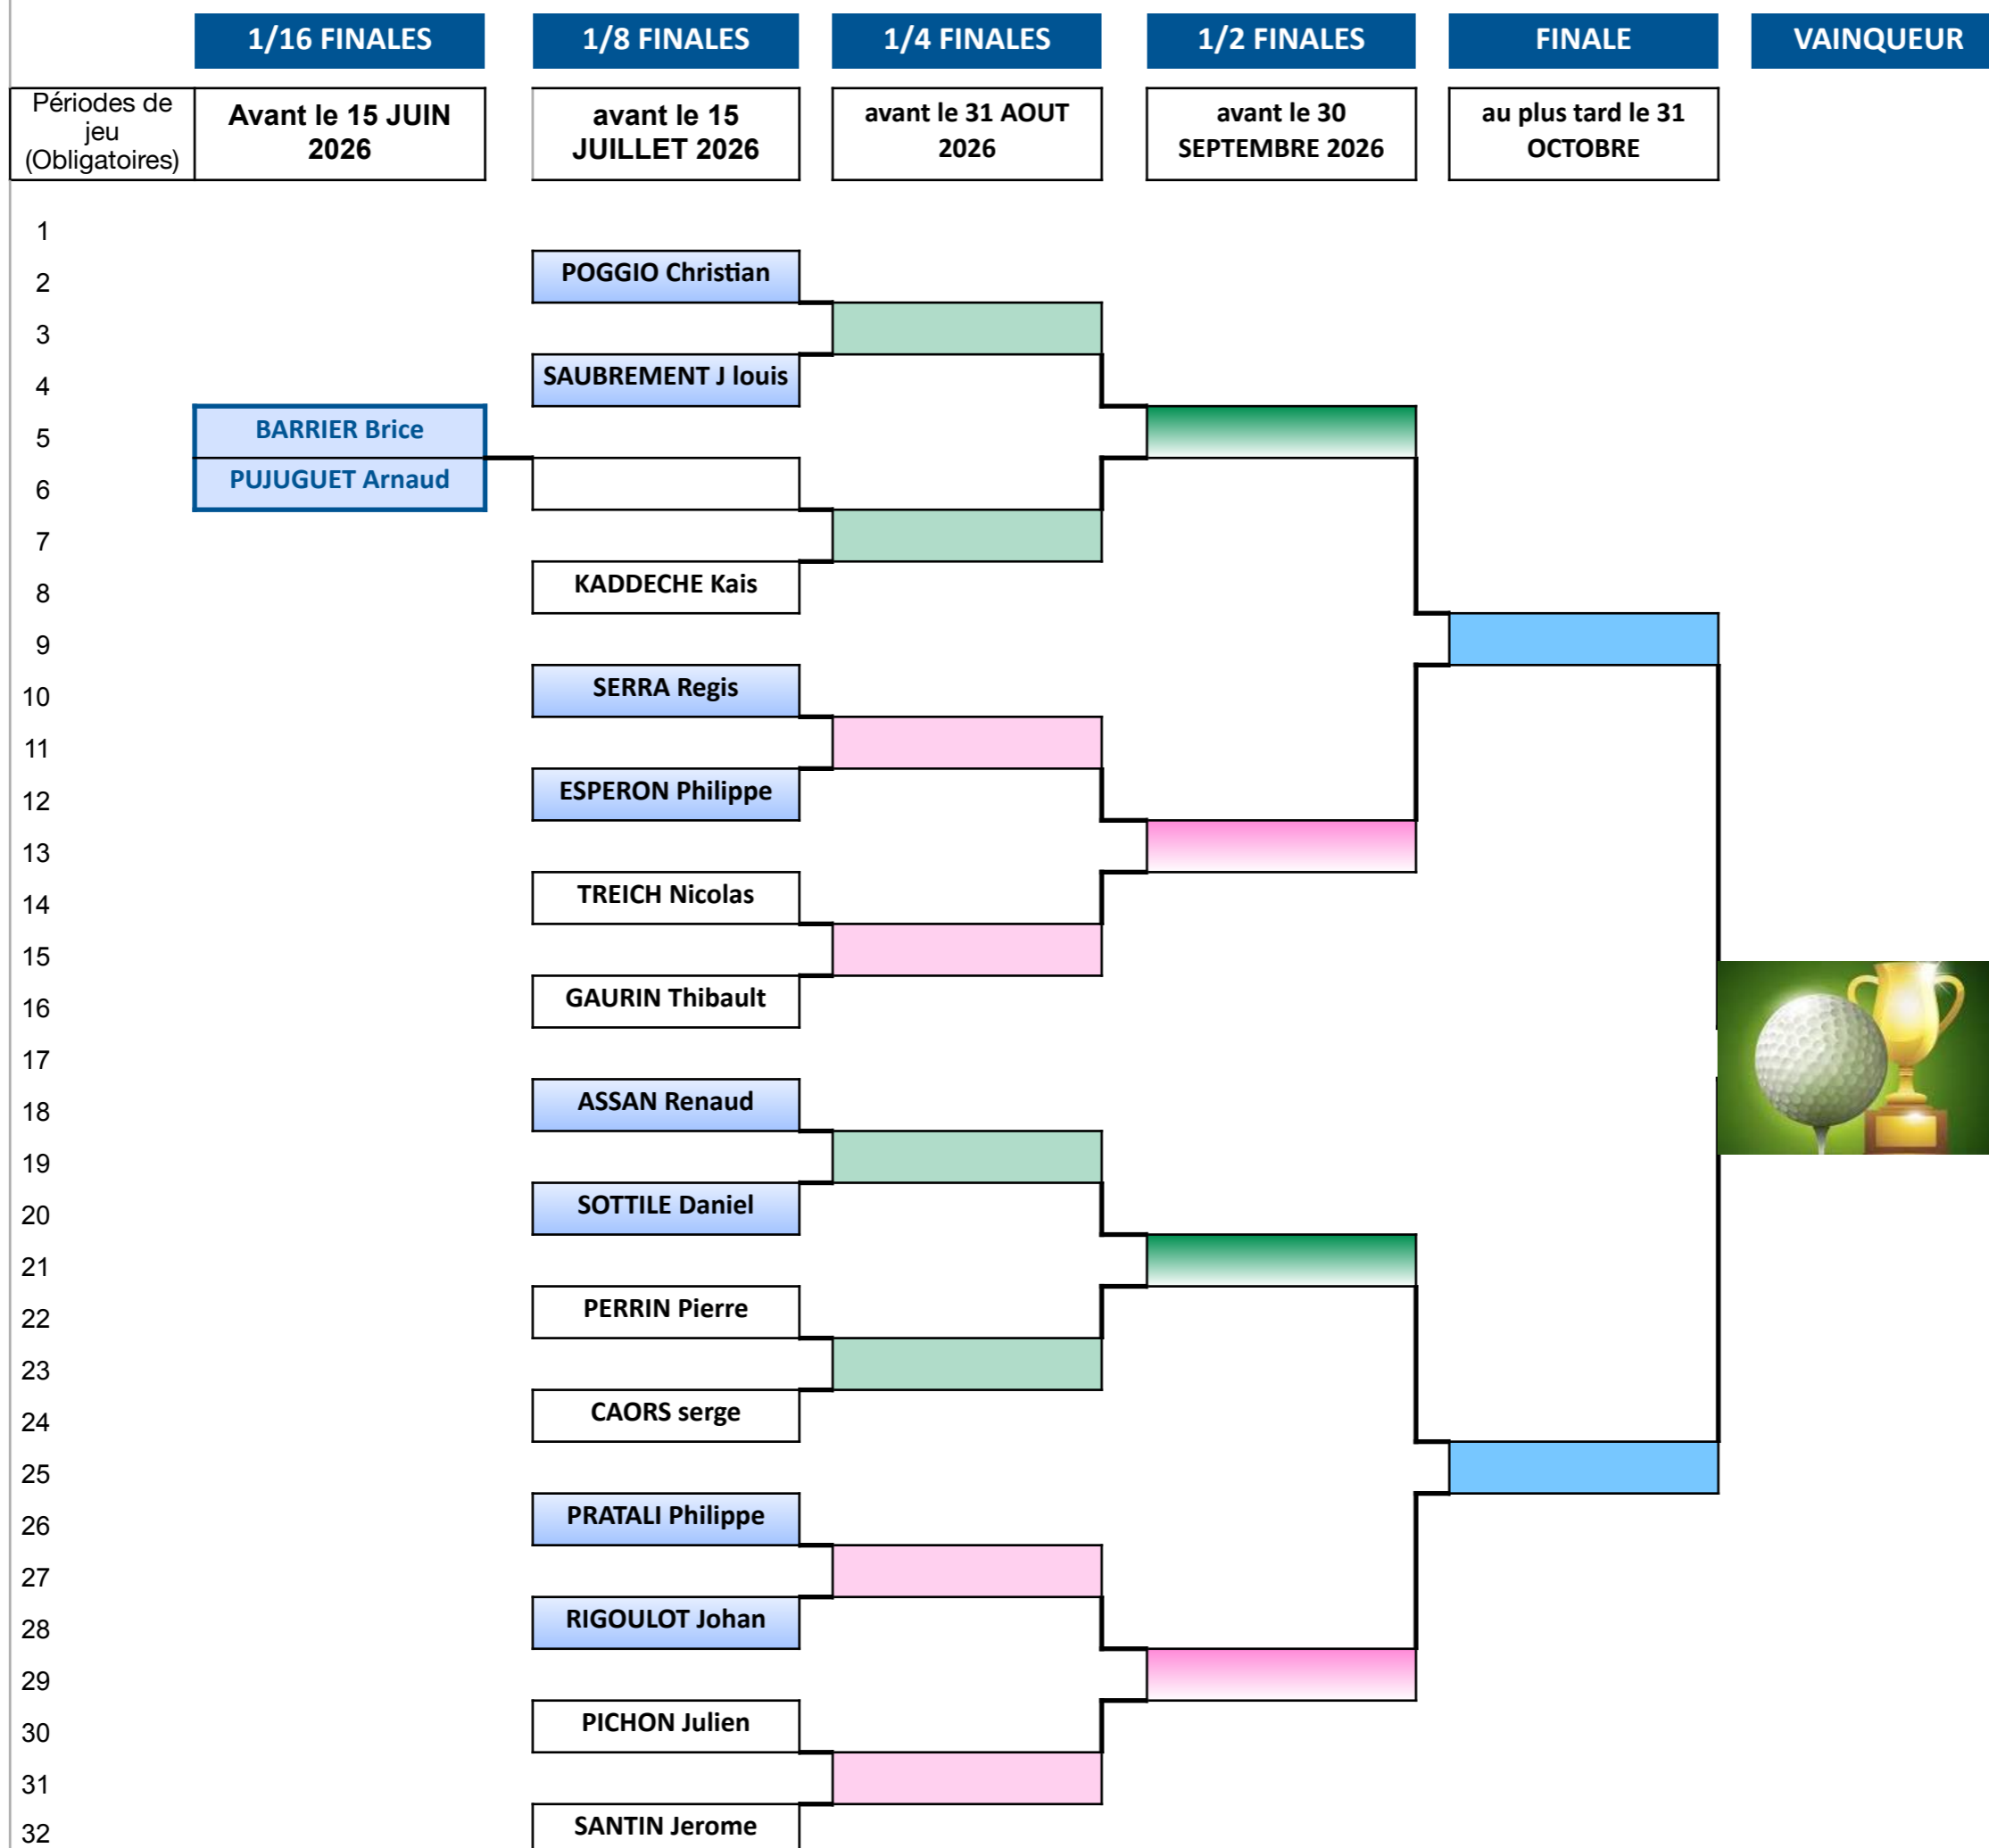 1/16 FINALES
1/8 FINALES
1/4 FINALES
1/2 FINALES
FINALE
VAINQUEUR
Périodes de
jeu
(Obligatoires)
Avant le 15 JUIN
2026
avant le 15
JUILLET 2026
avant le 31 AOUT
2026
avant le 30
SEPTEMBRE 2026
au plus tard le 31
OCTOBRE
1
2
POGGIO Christian
3
4
SAUBREMENT J louis
5
BARRIER Brice
6
PUJUGUET Arnaud
7
8
KADDECHE Kais
9
10
SERRA Regis
11
12
ESPERON Philippe
13
14
TREICH Nicolas
15
16
GAURIN Thibault
17
18
ASSAN Renaud
19
20
SOTTILE Daniel
21
22
PERRIN Pierre
23
24
CAORS serge
25
26
PRATALI Philippe
27
28
RIGOULOT Johan
29
30
PICHON Julien
31
32
SANTIN Jerome